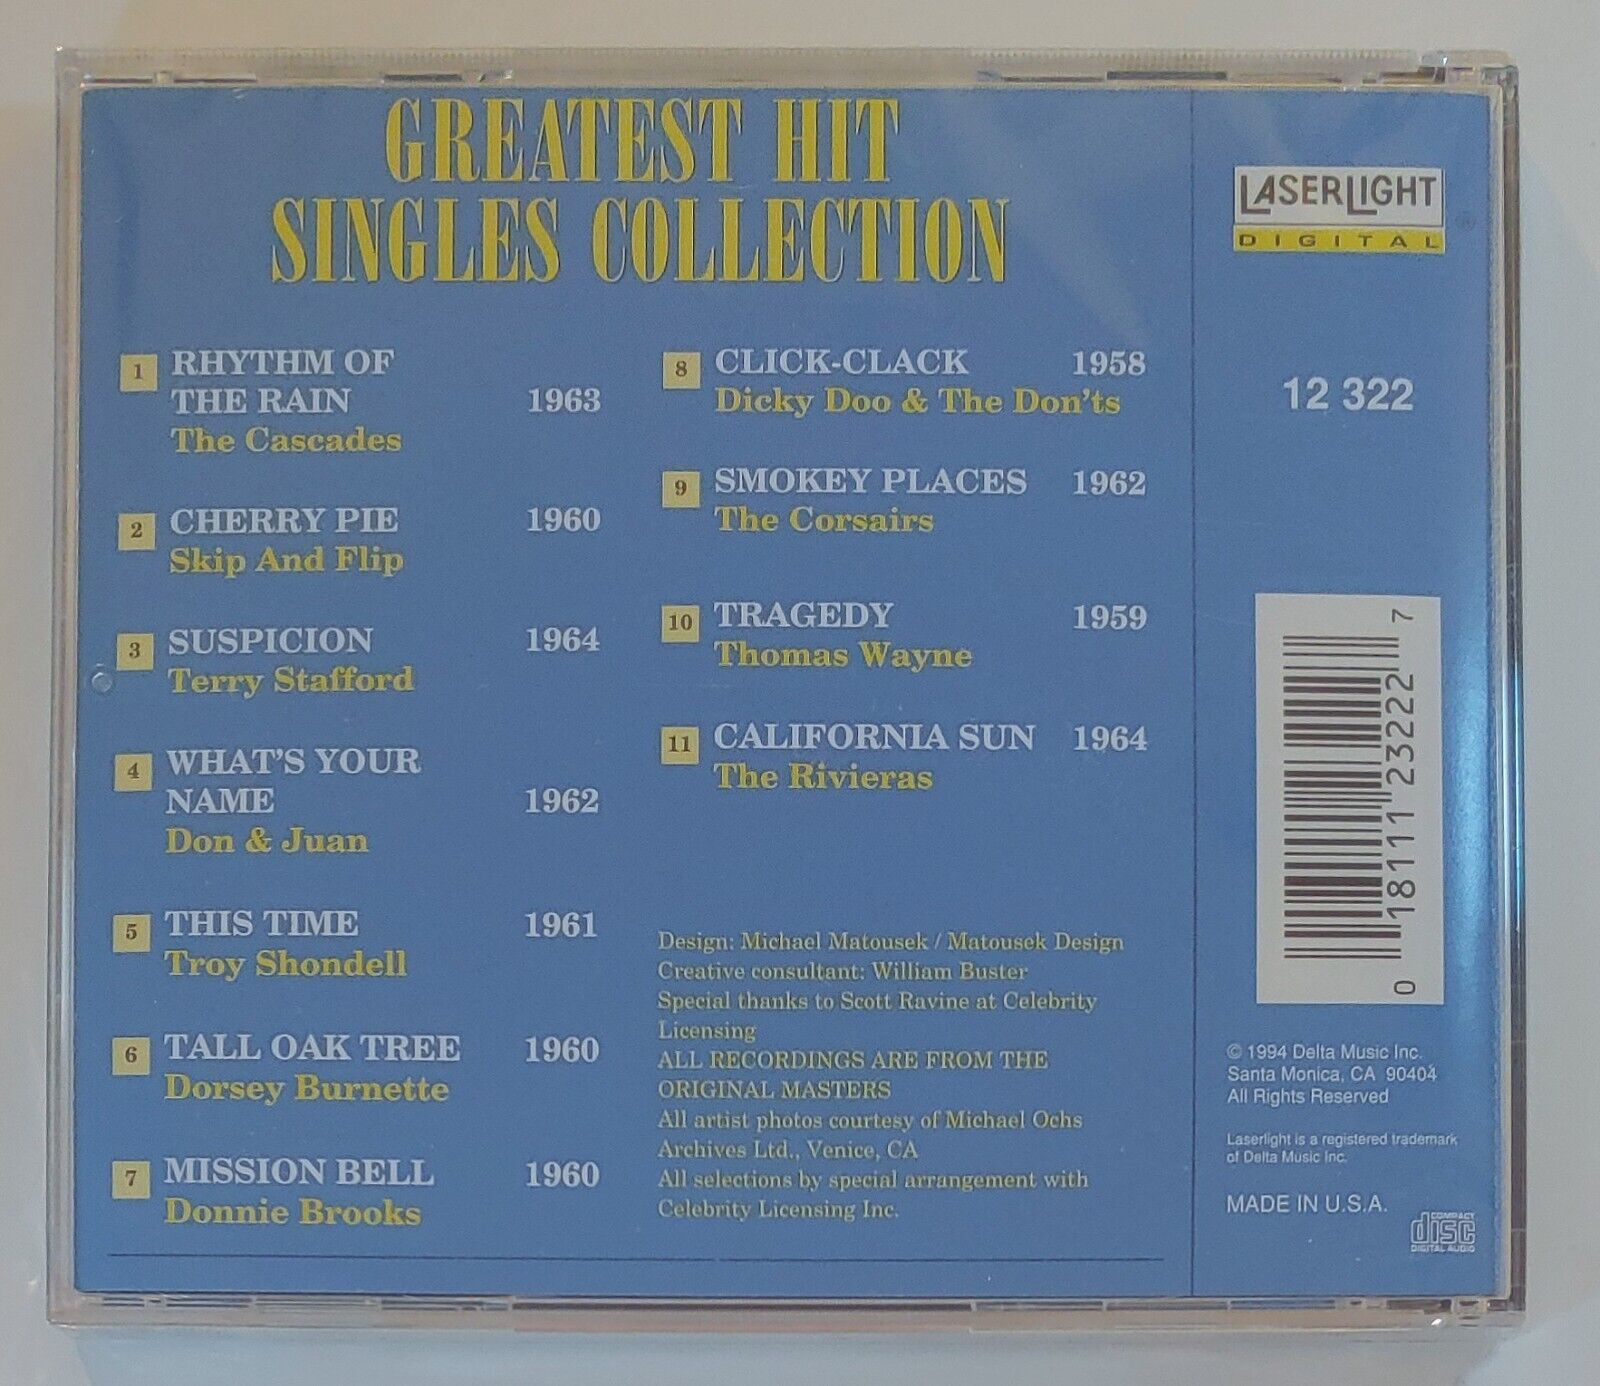 GREATEST HIT
SINGLES COLLECTION
1 RHYTHM OF
THE RAIN 1963
The Cascades
2 CHERRY PIE 1960
Skip And Flip
3 SUSPICION 1964
Terry Stafford
4 WHAT'S YOUR
NAME 1962
Don & Juan
5 THIS TIME 1961
Troy Shondell
6 TALL OAK TREE 1960
Dorsey Burnette
7 MISSION BELL 1960
Donnie Brooks
8 CLICK-CLACK 1958
Dicky Doo & The Don'ts
9 SMOKEY PLACES 1962
The Corsairs
10 TRAGEDY 1959
Thomas Wayne
11 CALIFORNIA SUN 1964
The Rivieras
Design: Michael Matousek / Matousek Design
Creative consultant: William Buster
Special thanks to Scott Ravine at Celebrity
Licensing
ALL RECORDINGS ARE FROM THE
ORIGINAL MASTERS
All artist photos courtesy of Michael Ochs
Archives Ltd., Venice, CA
All selections by special arrangement with
Celebrity Licensing Inc.
LASERLIGHT ®
DIGITAL
12 322
0 18111 23222 7
© 1994 Delta Music Inc.
Santa Monica, CA 90404
All Rights Reserved
Laserlight is a registered trademark
of Delta Music Inc.
MADE IN U.S.A.
COMPACT
disc
DIGITAL AUDIO